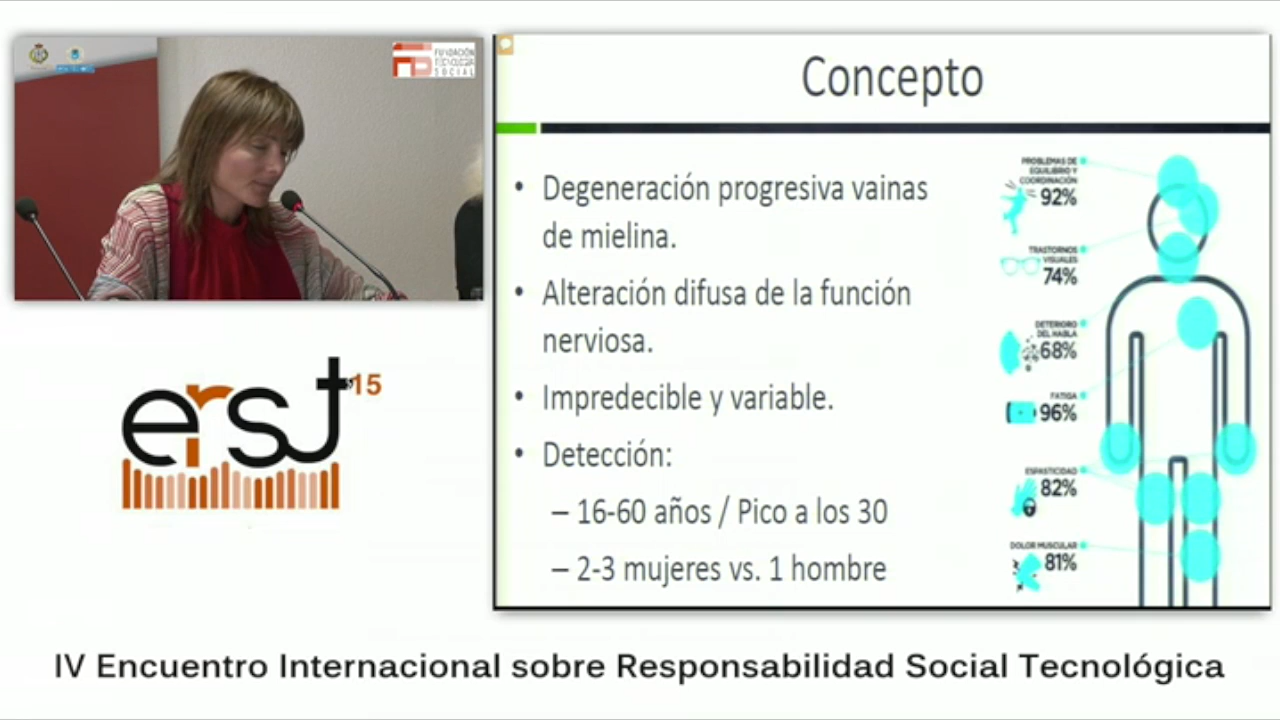 FUNDACIÓN
TECNOLOGÍA
SOCIAL
erst '15
Concepto
• Degeneración progresiva vainas
de mielina.
• Alteración difusa de la función
nerviosa.
• Impredecible y variable.
• Detección:
– 16-60 años / Pico a los 30
– 2-3 mujeres vs. 1 hombre
PROBLEMAS DE
EQUILIBRIO Y
COORDINACIÓN
92%
TRASTORNOS
VISUALES
74%
DETERIORO
DEL HABLA
68%
FATIGA
96%
ESPASTICIDAD
82%
DOLOR MUSCULAR
81%
IV Encuentro Internacional sobre Responsabilidad Social Tecnológica